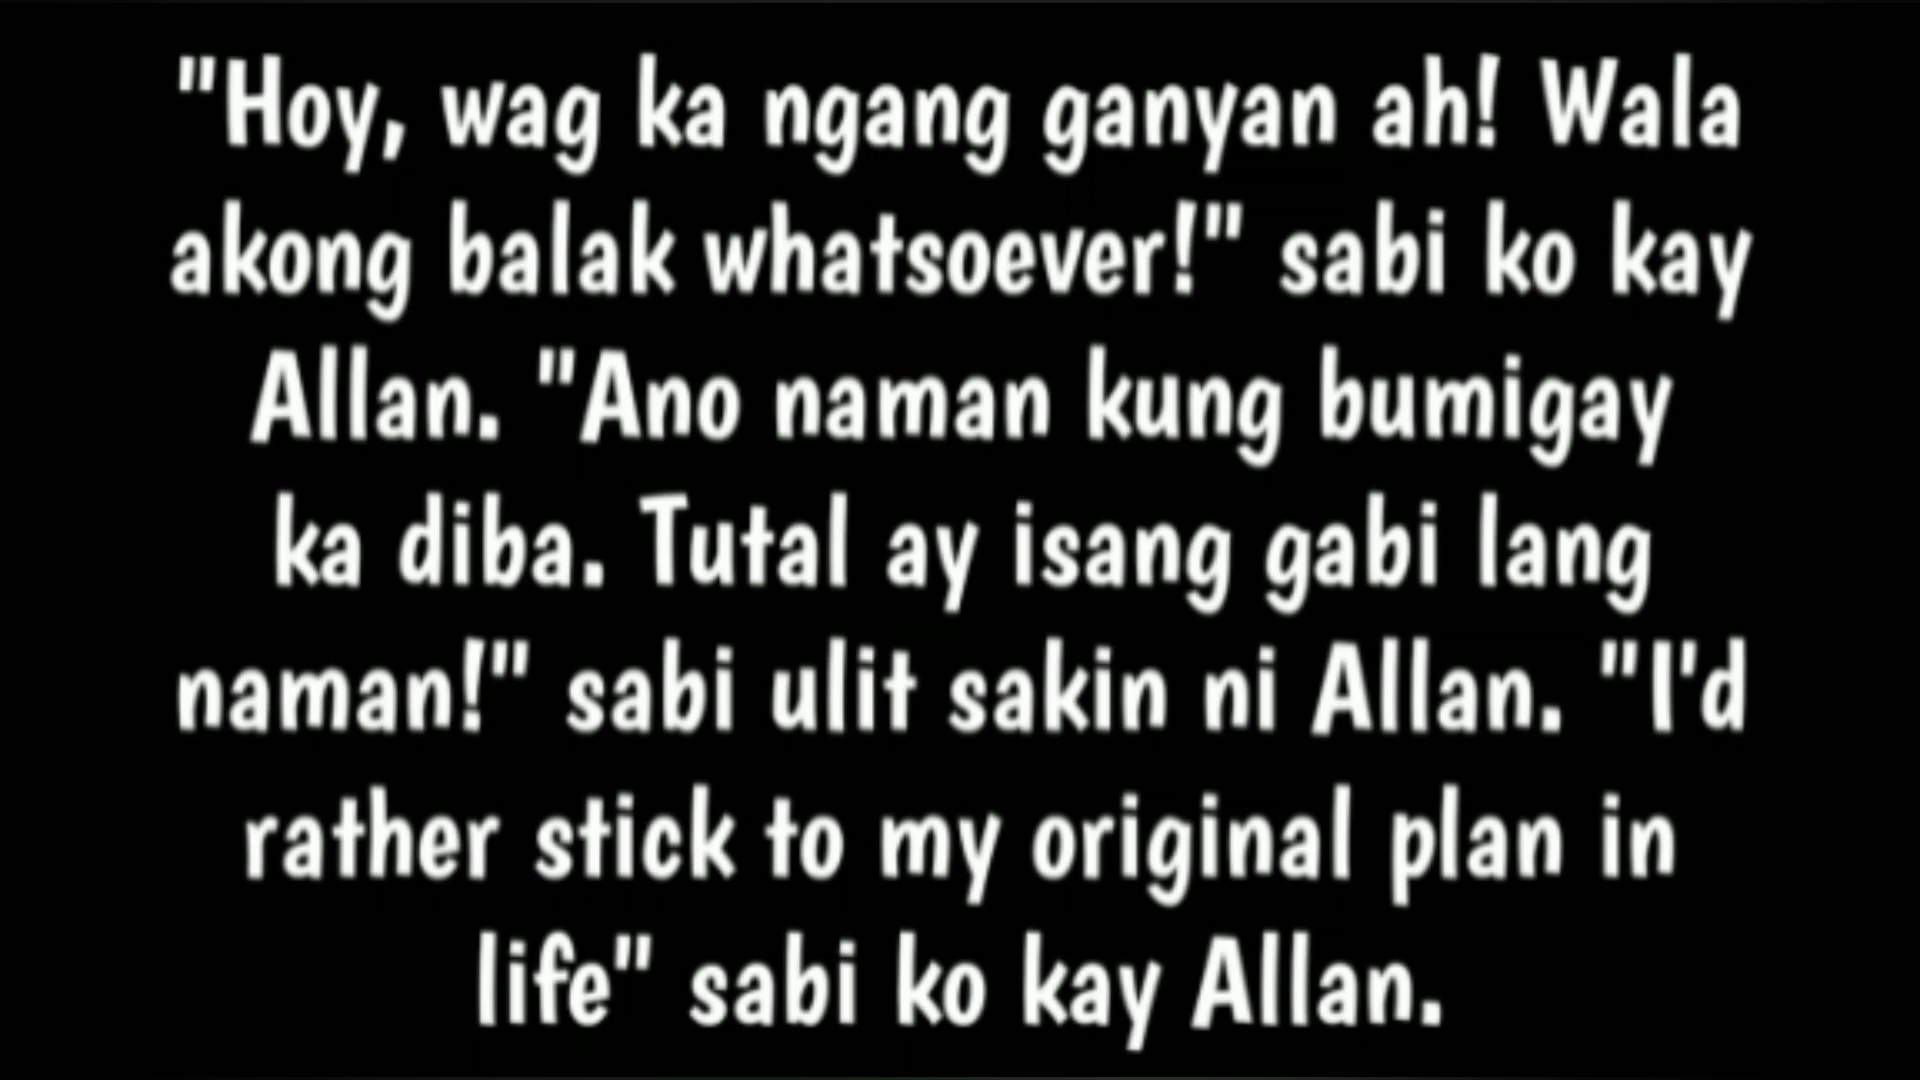 "Hoy, wag ka ngang ganyan ah! Wala
akong balak whatsoever!" sabi ko kay
Allan. "Ano naman kung bumigay
ka diba. Tutal ay isang gabi lang
naman!" sabi ulit sakin ni Allan. "I'd
rather stick to my original plan in
life" sabi ko kay Allan.